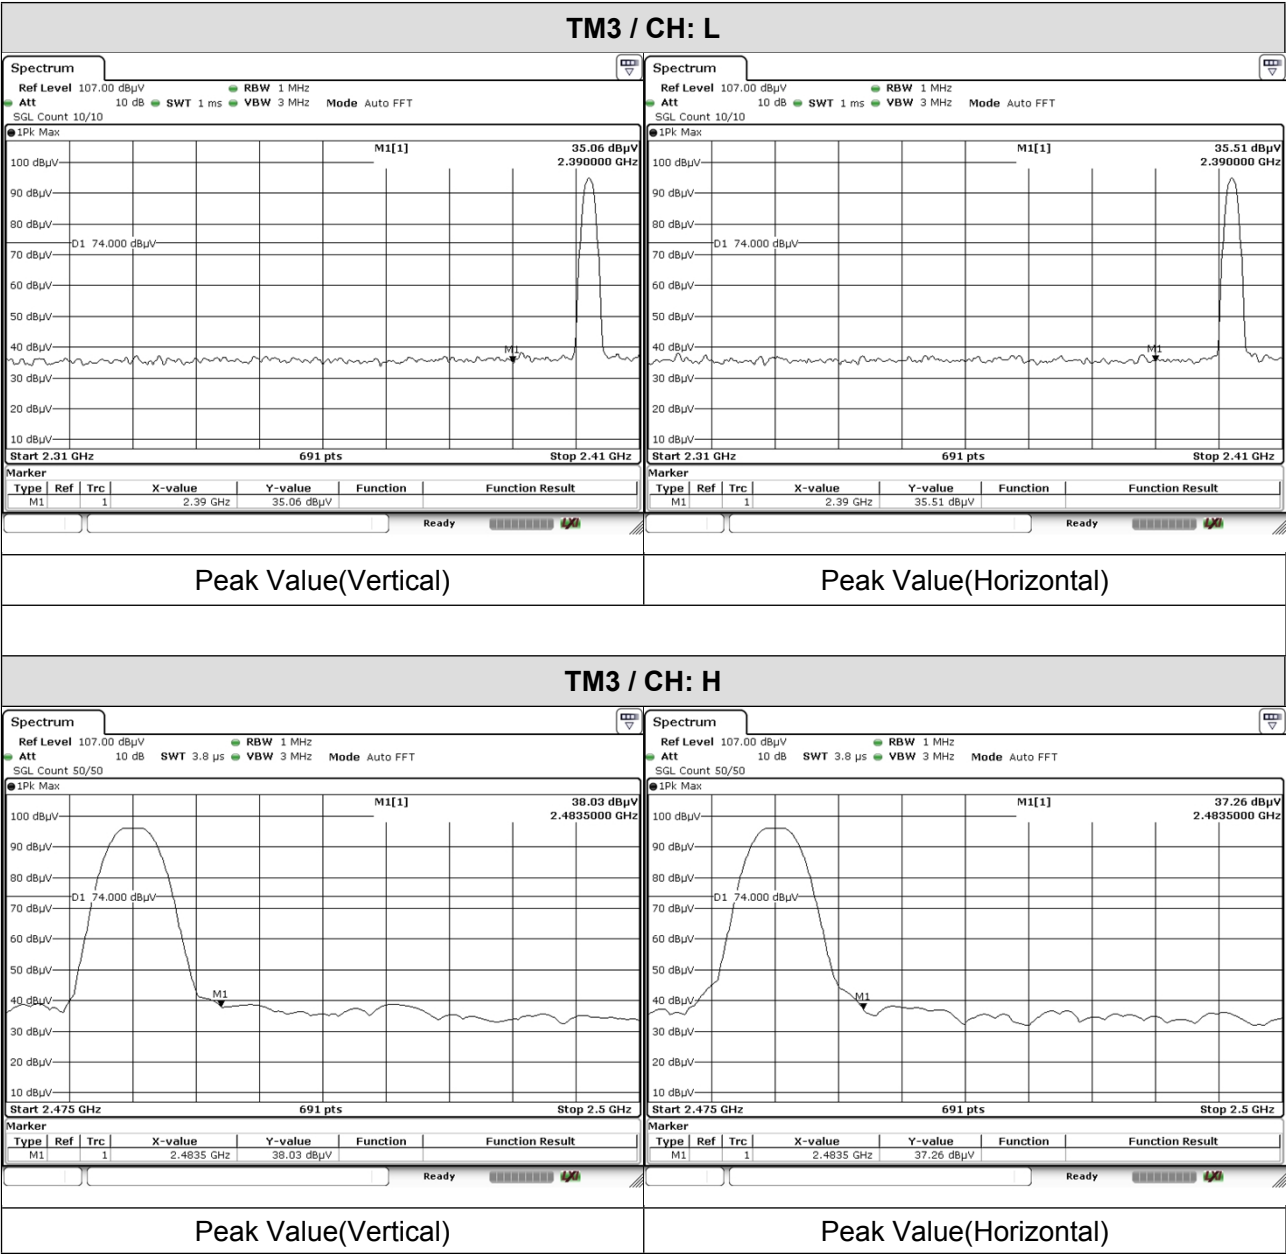 TM3 / CH: L
Spectrum
Ref Level 107.00 dBµV RBW 1 MHz
Att 10 dB SWT 1 ms VBW 3 MHz Mode Auto FFT
SGL Count 10/10
1Pk Max
M1[1] 35.06 dBµV
2.390000 GHz
100 dBµV
90 dBµV
80 dBµV
D1 74.000 dBµV
70 dBµV
60 dBµV
50 dBµV
40 dBµV
M1
30 dBµV
20 dBµV
10 dBµV
Start 2.31 GHz 691 pts Stop 2.41 GHz
Marker
Type Ref Trc X-value Y-value Function Function Result
M1 1 2.39 GHz 35.06 dBµV
Ready LXI
Spectrum
Ref Level 107.00 dBµV RBW 1 MHz
Att 10 dB SWT 1 ms VBW 3 MHz Mode Auto FFT
SGL Count 10/10
1Pk Max
M1[1] 35.51 dBµV
2.390000 GHz
100 dBµV
90 dBµV
80 dBµV
D1 74.000 dBµV
70 dBµV
60 dBµV
50 dBµV
40 dBµV
M1
30 dBµV
20 dBµV
10 dBµV
Start 2.31 GHz 691 pts Stop 2.41 GHz
Marker
Type Ref Trc X-value Y-value Function Function Result
M1 1 2.39 GHz 35.51 dBµV
Ready LXI
Peak Value(Vertical) Peak Value(Horizontal)
TM3 / CH: H
Spectrum
Ref Level 107.00 dBµV RBW 1 MHz
Att 10 dB SWT 3.8 µs VBW 3 MHz Mode Auto FFT
SGL Count 50/50
1Pk Max
M1[1] 38.03 dBµV
2.4835000 GHz
100 dBµV
90 dBµV
80 dBµV
D1 74.000 dBµV
70 dBµV
60 dBµV
50 dBµV
40 dBµV
M1
30 dBµV
20 dBµV
10 dBµV
Start 2.475 GHz 691 pts Stop 2.5 GHz
Marker
Type Ref Trc X-value Y-value Function Function Result
M1 1 2.4835 GHz 38.03 dBµV
Ready LXI
Spectrum
Ref Level 107.00 dBµV RBW 1 MHz
Att 10 dB SWT 3.8 µs VBW 3 MHz Mode Auto FFT
SGL Count 50/50
1Pk Max
M1[1] 37.26 dBµV
2.4835000 GHz
100 dBµV
90 dBµV
80 dBµV
D1 74.000 dBµV
70 dBµV
60 dBµV
50 dBµV
40 dBµV
M1
30 dBµV
20 dBµV
10 dBµV
Start 2.475 GHz 691 pts Stop 2.5 GHz
Marker
Type Ref Trc X-value Y-value Function Function Result
M1 1 2.4835 GHz 37.26 dBµV
Ready LXI
Peak Value(Vertical) Peak Value(Horizontal)